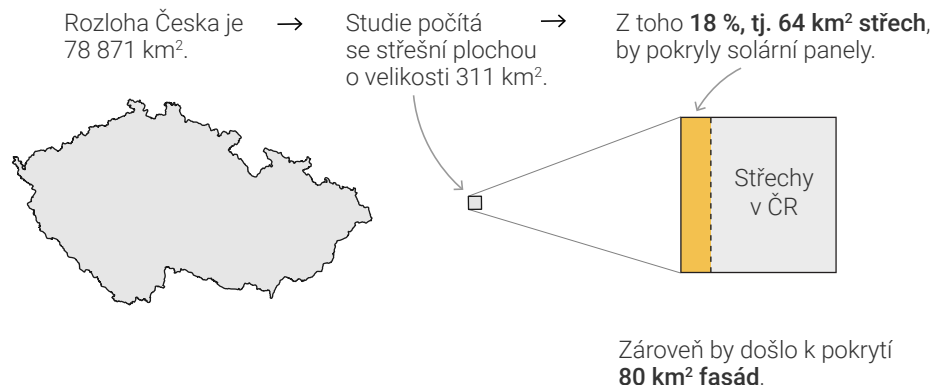 Rozloha Česka je
78 871 km².
→
Studie počítá
se střešní plochou
o velikosti 311 km².
→
Z toho 18 %, tj. 64 km² střech,
by pokryly solární panely.
Střechy
v ČR
Zároveň by došlo k pokrytí
80 km² fasád.